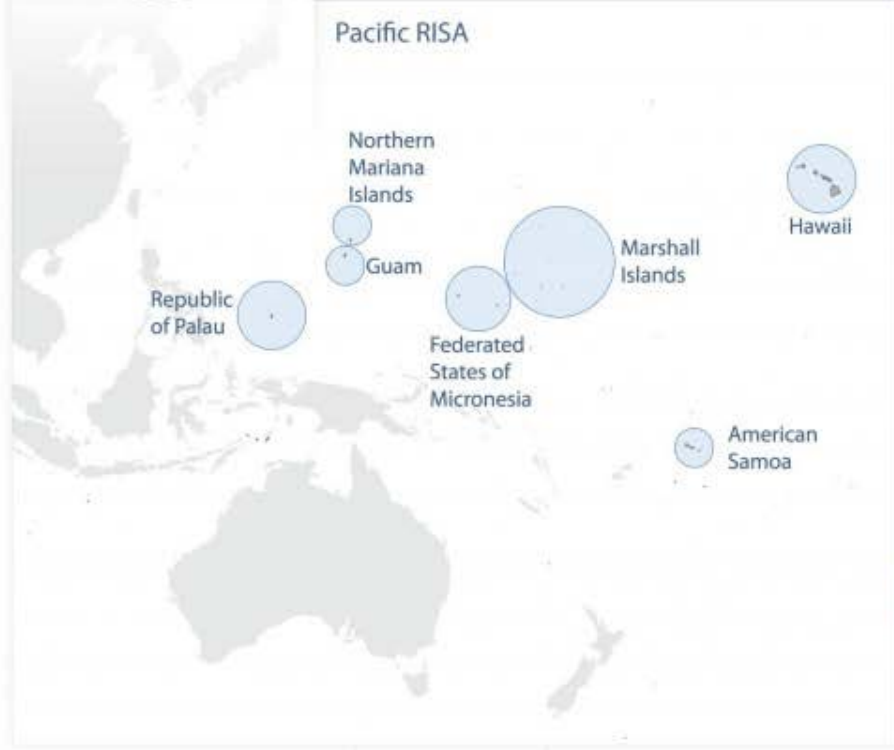 Pacific RISA
Northern
Mariana
Islands
Guam
Republic
of Palau
Federated
States of
Micronesia
Marshall
Islands
Hawaii
American
Samoa